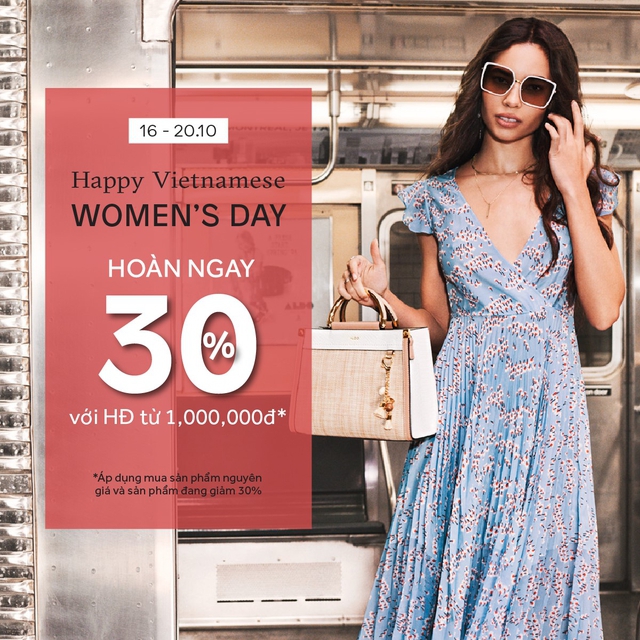 16 - 20.10
Happy Vietnamese
WOMEN'S DAY
HOÀN NGAY
30%
với HĐ từ 1,000,000đ*
*Áp dụng mua sản phẩm nguyên
giá và sản phẩm đang giảm 30%